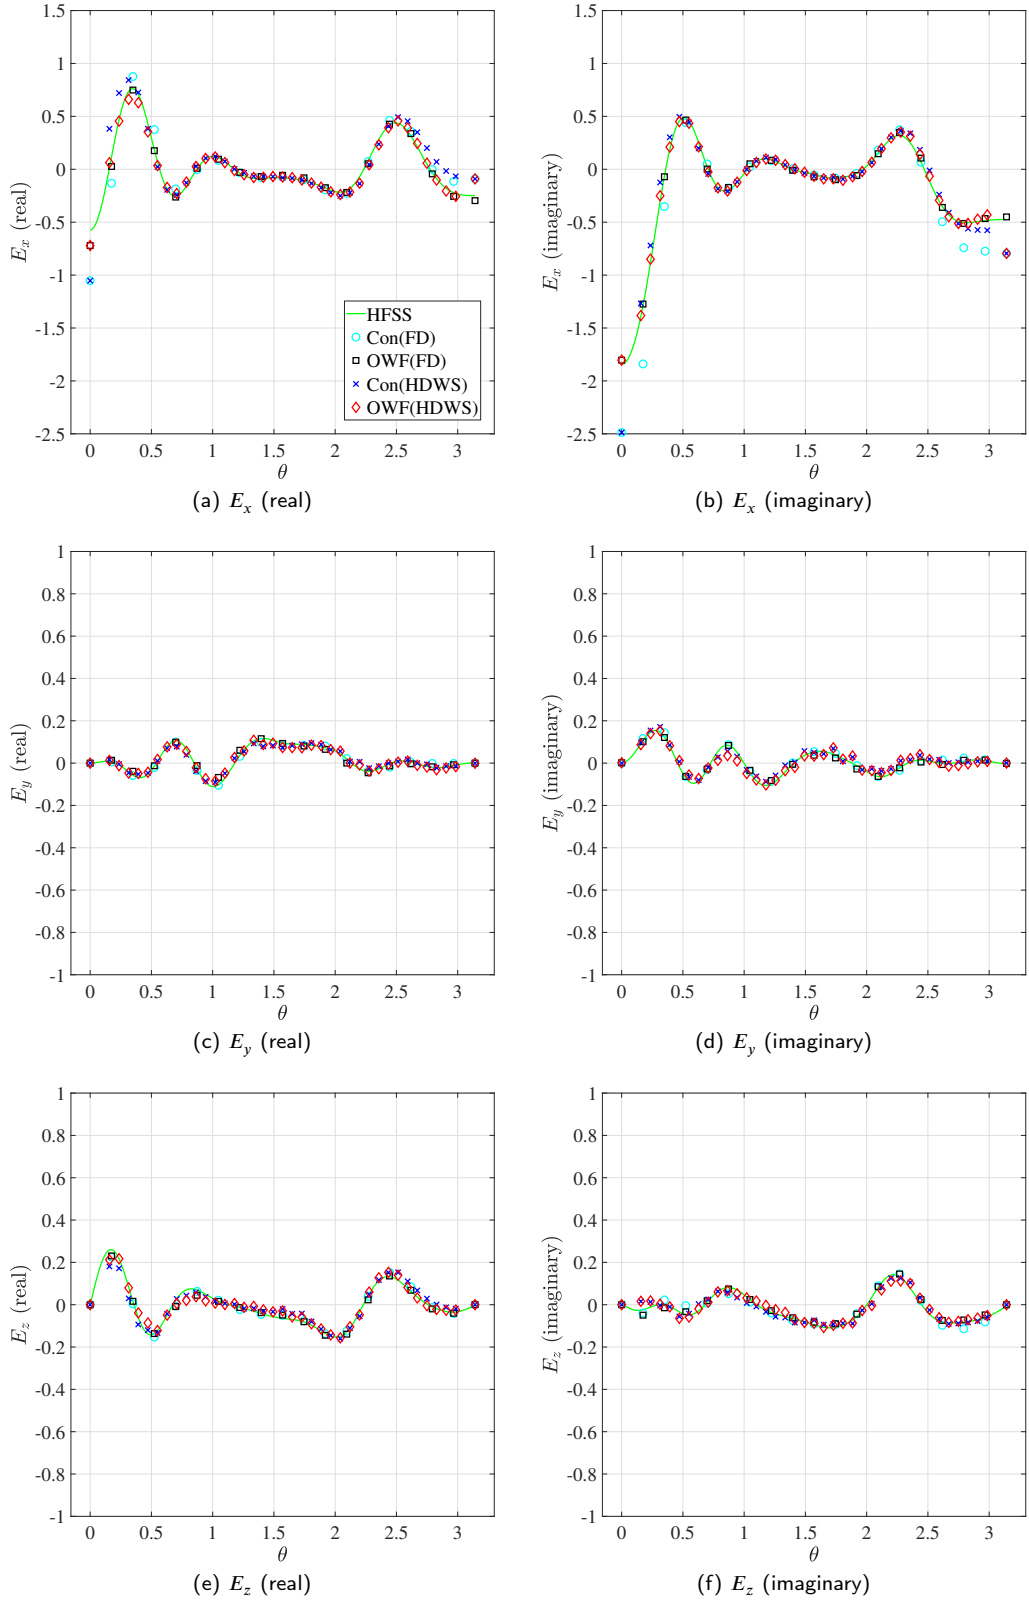 1.5
1
0.5
0
-0.5
-1
-1.5
-2
-2.5
E_x (real)
HFSS
Con(FD)
OWF(FD)
Con(HDWS)
OWF(HDWS)
0 0.5 1 1.5 2 2.5 3
θ
(a) E_x (real)
1.5
1
0.5
0
-0.5
-1
-1.5
-2
-2.5
E_x (imaginary)
0 0.5 1 1.5 2 2.5 3
θ
(b) E_x (imaginary)
1
0.8
0.6
0.4
0.2
0
-0.2
-0.4
-0.6
-0.8
-1
E_y (real)
0 0.5 1 1.5 2 2.5 3
θ
(c) E_y (real)
1
0.8
0.6
0.4
0.2
0
-0.2
-0.4
-0.6
-0.8
-1
E_y (imaginary)
0 0.5 1 1.5 2 2.5 3
θ
(d) E_y (imaginary)
1
0.8
0.6
0.4
0.2
0
-0.2
-0.4
-0.6
-0.8
-1
E_z (real)
0 0.5 1 1.5 2 2.5 3
θ
(e) E_z (real)
1
0.8
0.6
0.4
0.2
0
-0.2
-0.4
-0.6
-0.8
-1
E_z (imaginary)
0 0.5 1 1.5 2 2.5 3
θ
(f) E_z (imaginary)